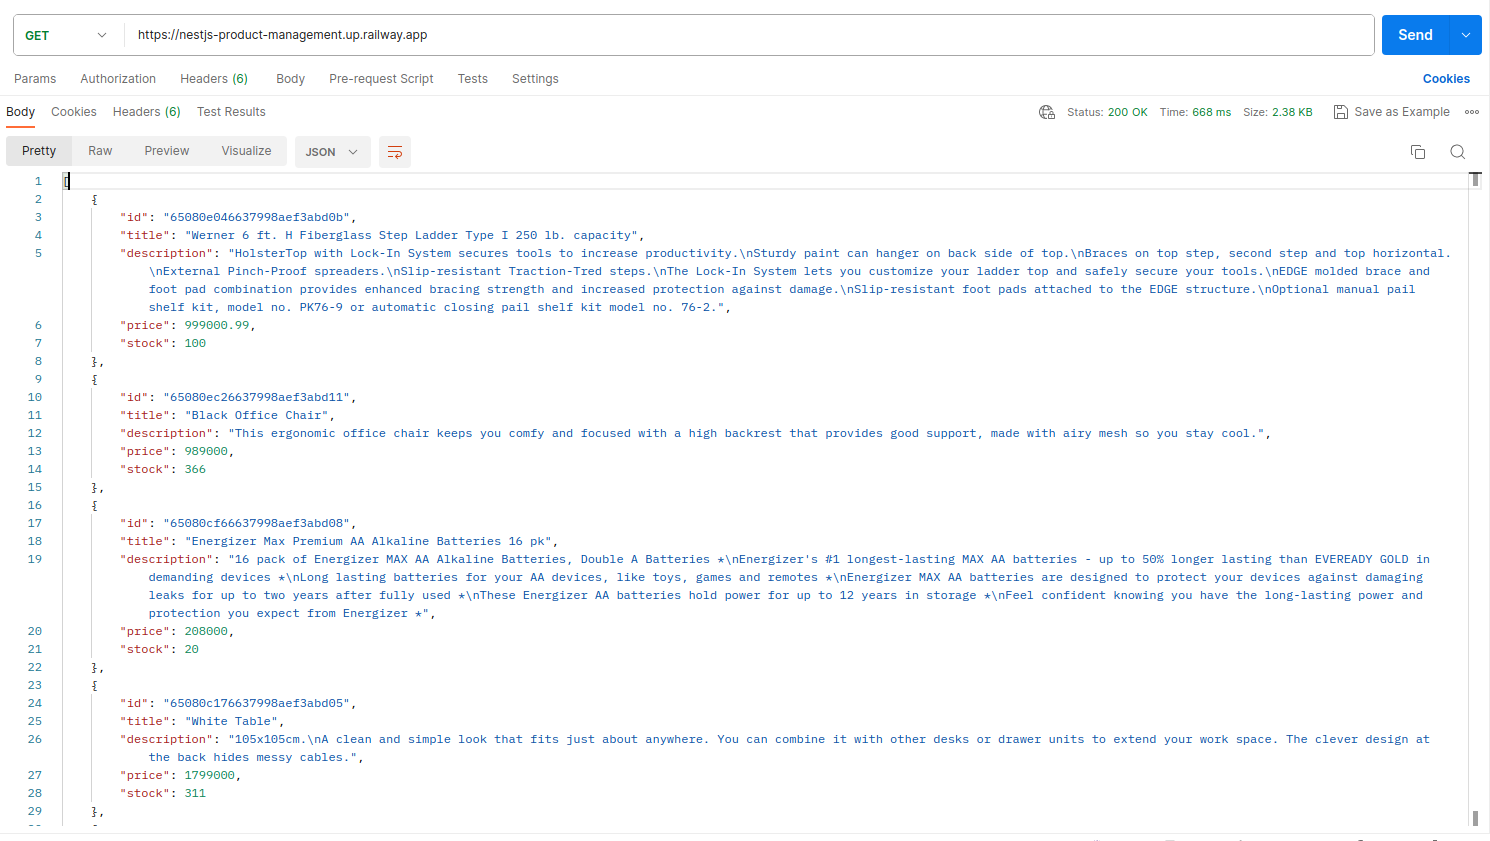 GET https://nestjs-product-management.up.railway.app Send
Params Authorization Headers (6) Body Pre-request Script Tests Settings Cookies
Body Cookies Headers (6) Test Results Status: 200 OK Time: 668 ms Size: 2.38 KB Save as Example
Pretty Raw Preview Visualize JSON
1 [
2 {
3 "id": "65080e046637998aef3abd0b",
4 "title": "Werner 6 ft. H Fiberglass Step Ladder Type I 250 lb. capacity",
5 "description": "HolsterTop with Lock-In System secures tools to increase productivity.\nSturdy paint can hanger on back side of top.\nBraces on top step, second step and top horizontal.
\nExternal Pinch-Proof spreaders.\nSlip-resistant Traction-Tred steps.\nThe Lock-In System lets you customize your ladder top and safely secure your tools.\nEDGE molded brace and
foot pad combination provides enhanced bracing strength and increased protection against damage.\nSlip-resistant foot pads attached to the EDGE structure.\nOptional manual pail
shelf kit, model no. PK76-9 or automatic closing pail shelf kit model no. 76-2.",
6 "price": 999000.99,
7 "stock": 100
8 },
9 {
10 "id": "65080ec26637998aef3abd11",
11 "title": "Black Office Chair",
12 "description": "This ergonomic office chair keeps you comfy and focused with a high backrest that provides good support, made with airy mesh so you stay cool.",
13 "price": 989000,
14 "stock": 366
15 },
16 {
17 "id": "65080cf66637998aef3abd08",
18 "title": "Energizer Max Premium AA Alkaline Batteries 16 pk",
19 "description": "16 pack of Energizer MAX AA Alkaline Batteries, Double A Batteries *\nEnergizer's #1 longest-lasting MAX AA batteries - up to 50% longer lasting than EVEREADY GOLD in
demanding devices *\nLong lasting batteries for your AA devices, like toys, games and remotes *\nEnergizer MAX AA batteries are designed to protect your devices against damaging
leaks for up to two years after fully used *\nThese Energizer AA batteries hold power for up to 12 years in storage *\nFeel confident knowing you have the long-lasting power and
protection you expect from Energizer *",
20 "price": 208000,
21 "stock": 20
22 },
23 {
24 "id": "65080c176637998aef3abd05",
25 "title": "White Table",
26 "description": "105x105cm.\nA clean and simple look that fits just about anywhere. You can combine it with other desks or drawer units to extend your work space. The clever design at
the back hides messy cables.",
27 "price": 1799000,
28 "stock": 311
29 },